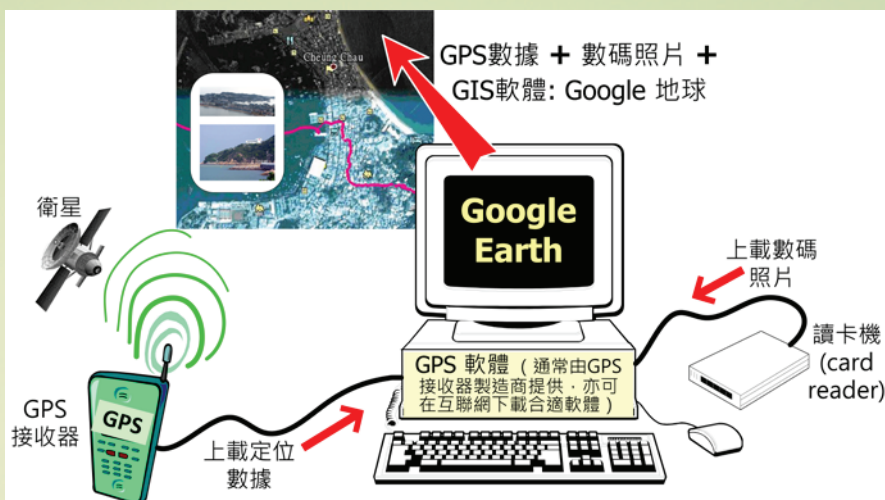 Cheung Chau
GPS數據 + 數碼照片 +
GIS軟體: Google 地球
衛星
Google
Earth
上載數碼
照片
讀卡機
(card
reader)
GPS 軟體（通常由GPS
接收器製造商提供，亦可
在互聯網下載合適軟體）
GPS
GPS
接收器
上載定位
數據